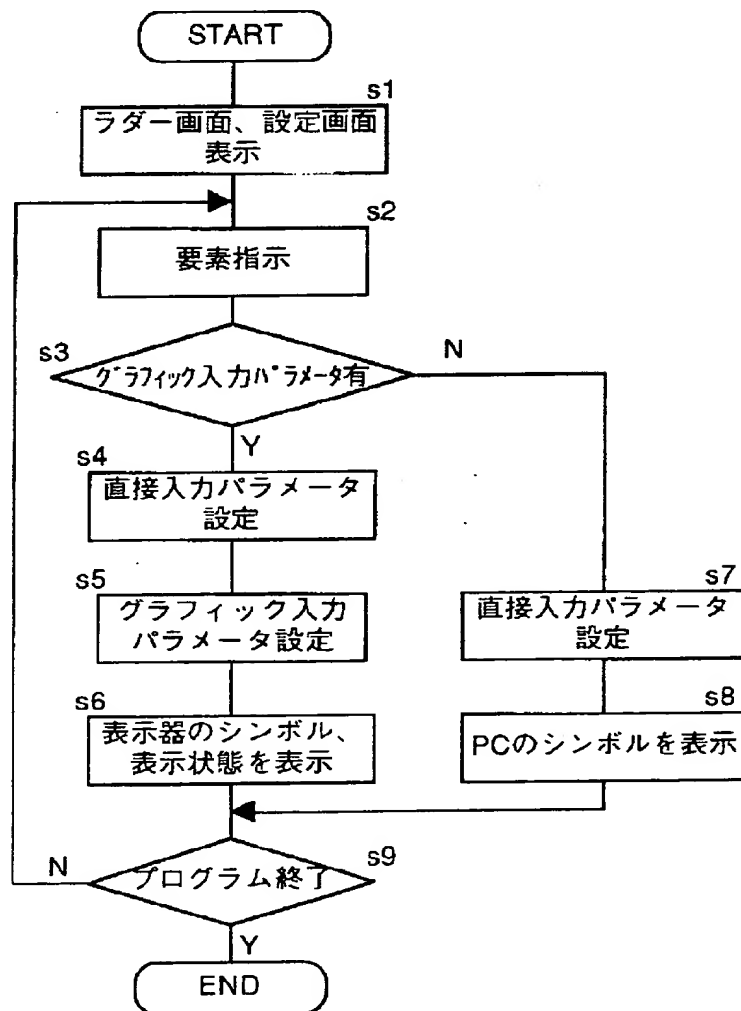 START
s1
ラダー画面、設定画面
表示
s2
要素指示
s3
N
グラフィック入力パラメータ有
Y
s4
直接入力パラメータ
設定
s5
グラフィック入力
パラメータ設定
s7
直接入力パラメータ
設定
s6
表示器のシンボル、
表示状態を表示
s8
PCのシンボルを表示
N
s9
プログラム終了
Y
END